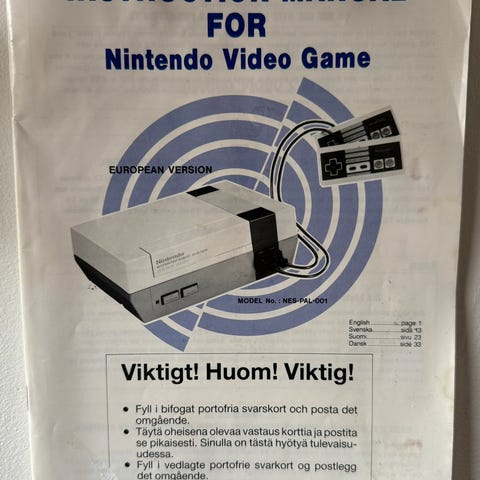 INSTRUCTION MANUAL
FOR
Nintendo Video Game
EUROPEAN VERSION
Nintendo
MODEL No. : NES-PAL-001
English page 1
Svenska sida 13
Suomi sivu 23
Dansk side 33
Viktigt! Huom! Viktig!
• Fyll i bifogat portofria svarskort och posta det
omgående.
• Täytä oheisena olevaa vastaus korttia ja postita
se pikaisesti. Sinulla on tästä hyötyä tulevaisu-
udessa.
• Fyll i vedlagte portofrie svarkort og postlegg
det omgående.